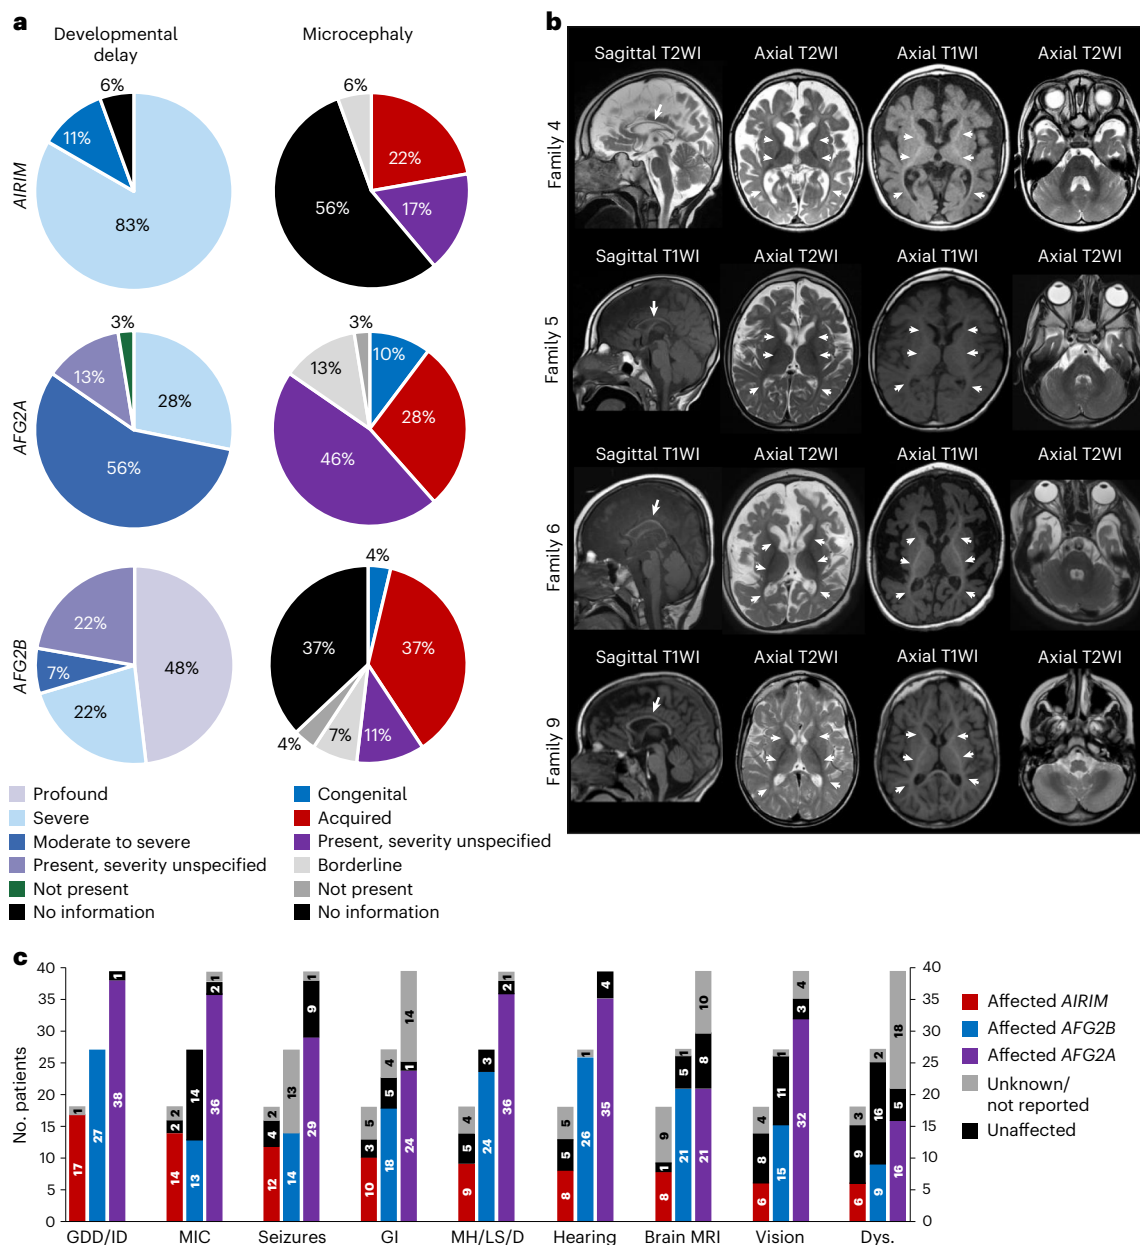 a
Developmental
delay
Microcephaly
AIRIM
6%
11%
83%
6%
22%
17%
56%
AFG2A
3%
13%
28%
56%
3%
10%
13%
28%
46%
AFG2B
22%
48%
7%
22%
4%
37%
37%
4%
7%
11%
Profound
Severe
Moderate to severe
Present, severity unspecified
Not present
No information
Congenital
Acquired
Present, severity unspecified
Borderline
Not present
No information
b
Sagittal T2WI Axial T2WI Axial T1WI Axial T2WI
Family 4
Sagittal T1WI Axial T2WI Axial T1WI Axial T2WI
Family 5
Sagittal T1WI Axial T2WI Axial T1WI Axial T2WI
Family 6
Sagittal T1WI Axial T2WI Axial T1WI Axial T2WI
Family 9
c
No. patients
40
35
30
25
20
15
10
5
0
17 1
27
38 1
14 2 2
13 14
36 2 1
12 4 2
14 13
29 9 1
10 3 5
18 5 4
24 1 14
9 5 4
24 3
36 2 1
8 5 5
26 1
35 4
8 1 9
21 5 1
21 8 10
6 8 4
15 11 1
32 3 4
6 9 3
9 16 2
16 5 18
40
35
30
25
20
15
10
5
0
GDD/ID MIC Seizures GI MH/LS/D Hearing Brain MRI Vision Dys.
Affected AIRIM
Affected AFG2B
Affected AFG2A
Unknown/
not reported
Unaffected